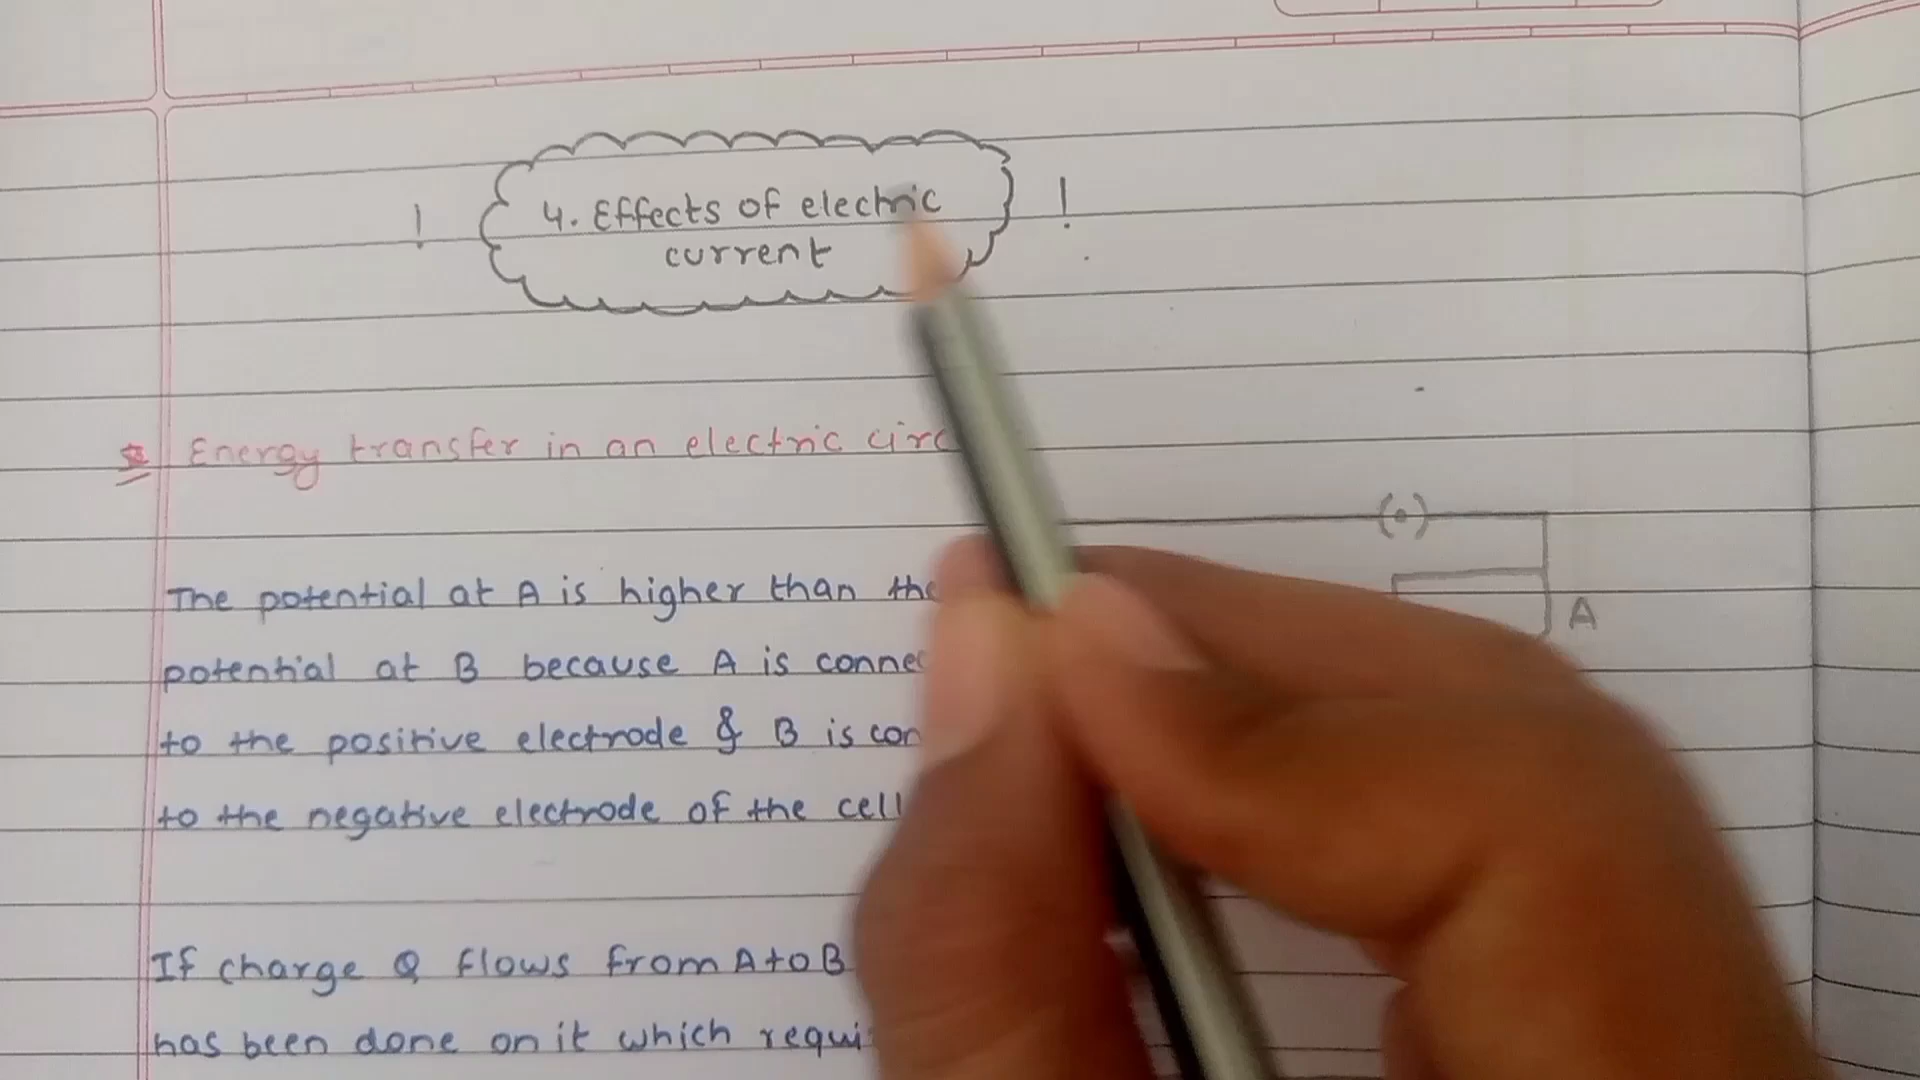 ! 4. Effects of electric !
current
Energy transfer in an electric circ
The potential at A is higher than the
potential at B because A is connec
to the positive electrode & B is con
to the negative electrode of the cell
A
If charge Q flows from A to B
has been done on it which requi